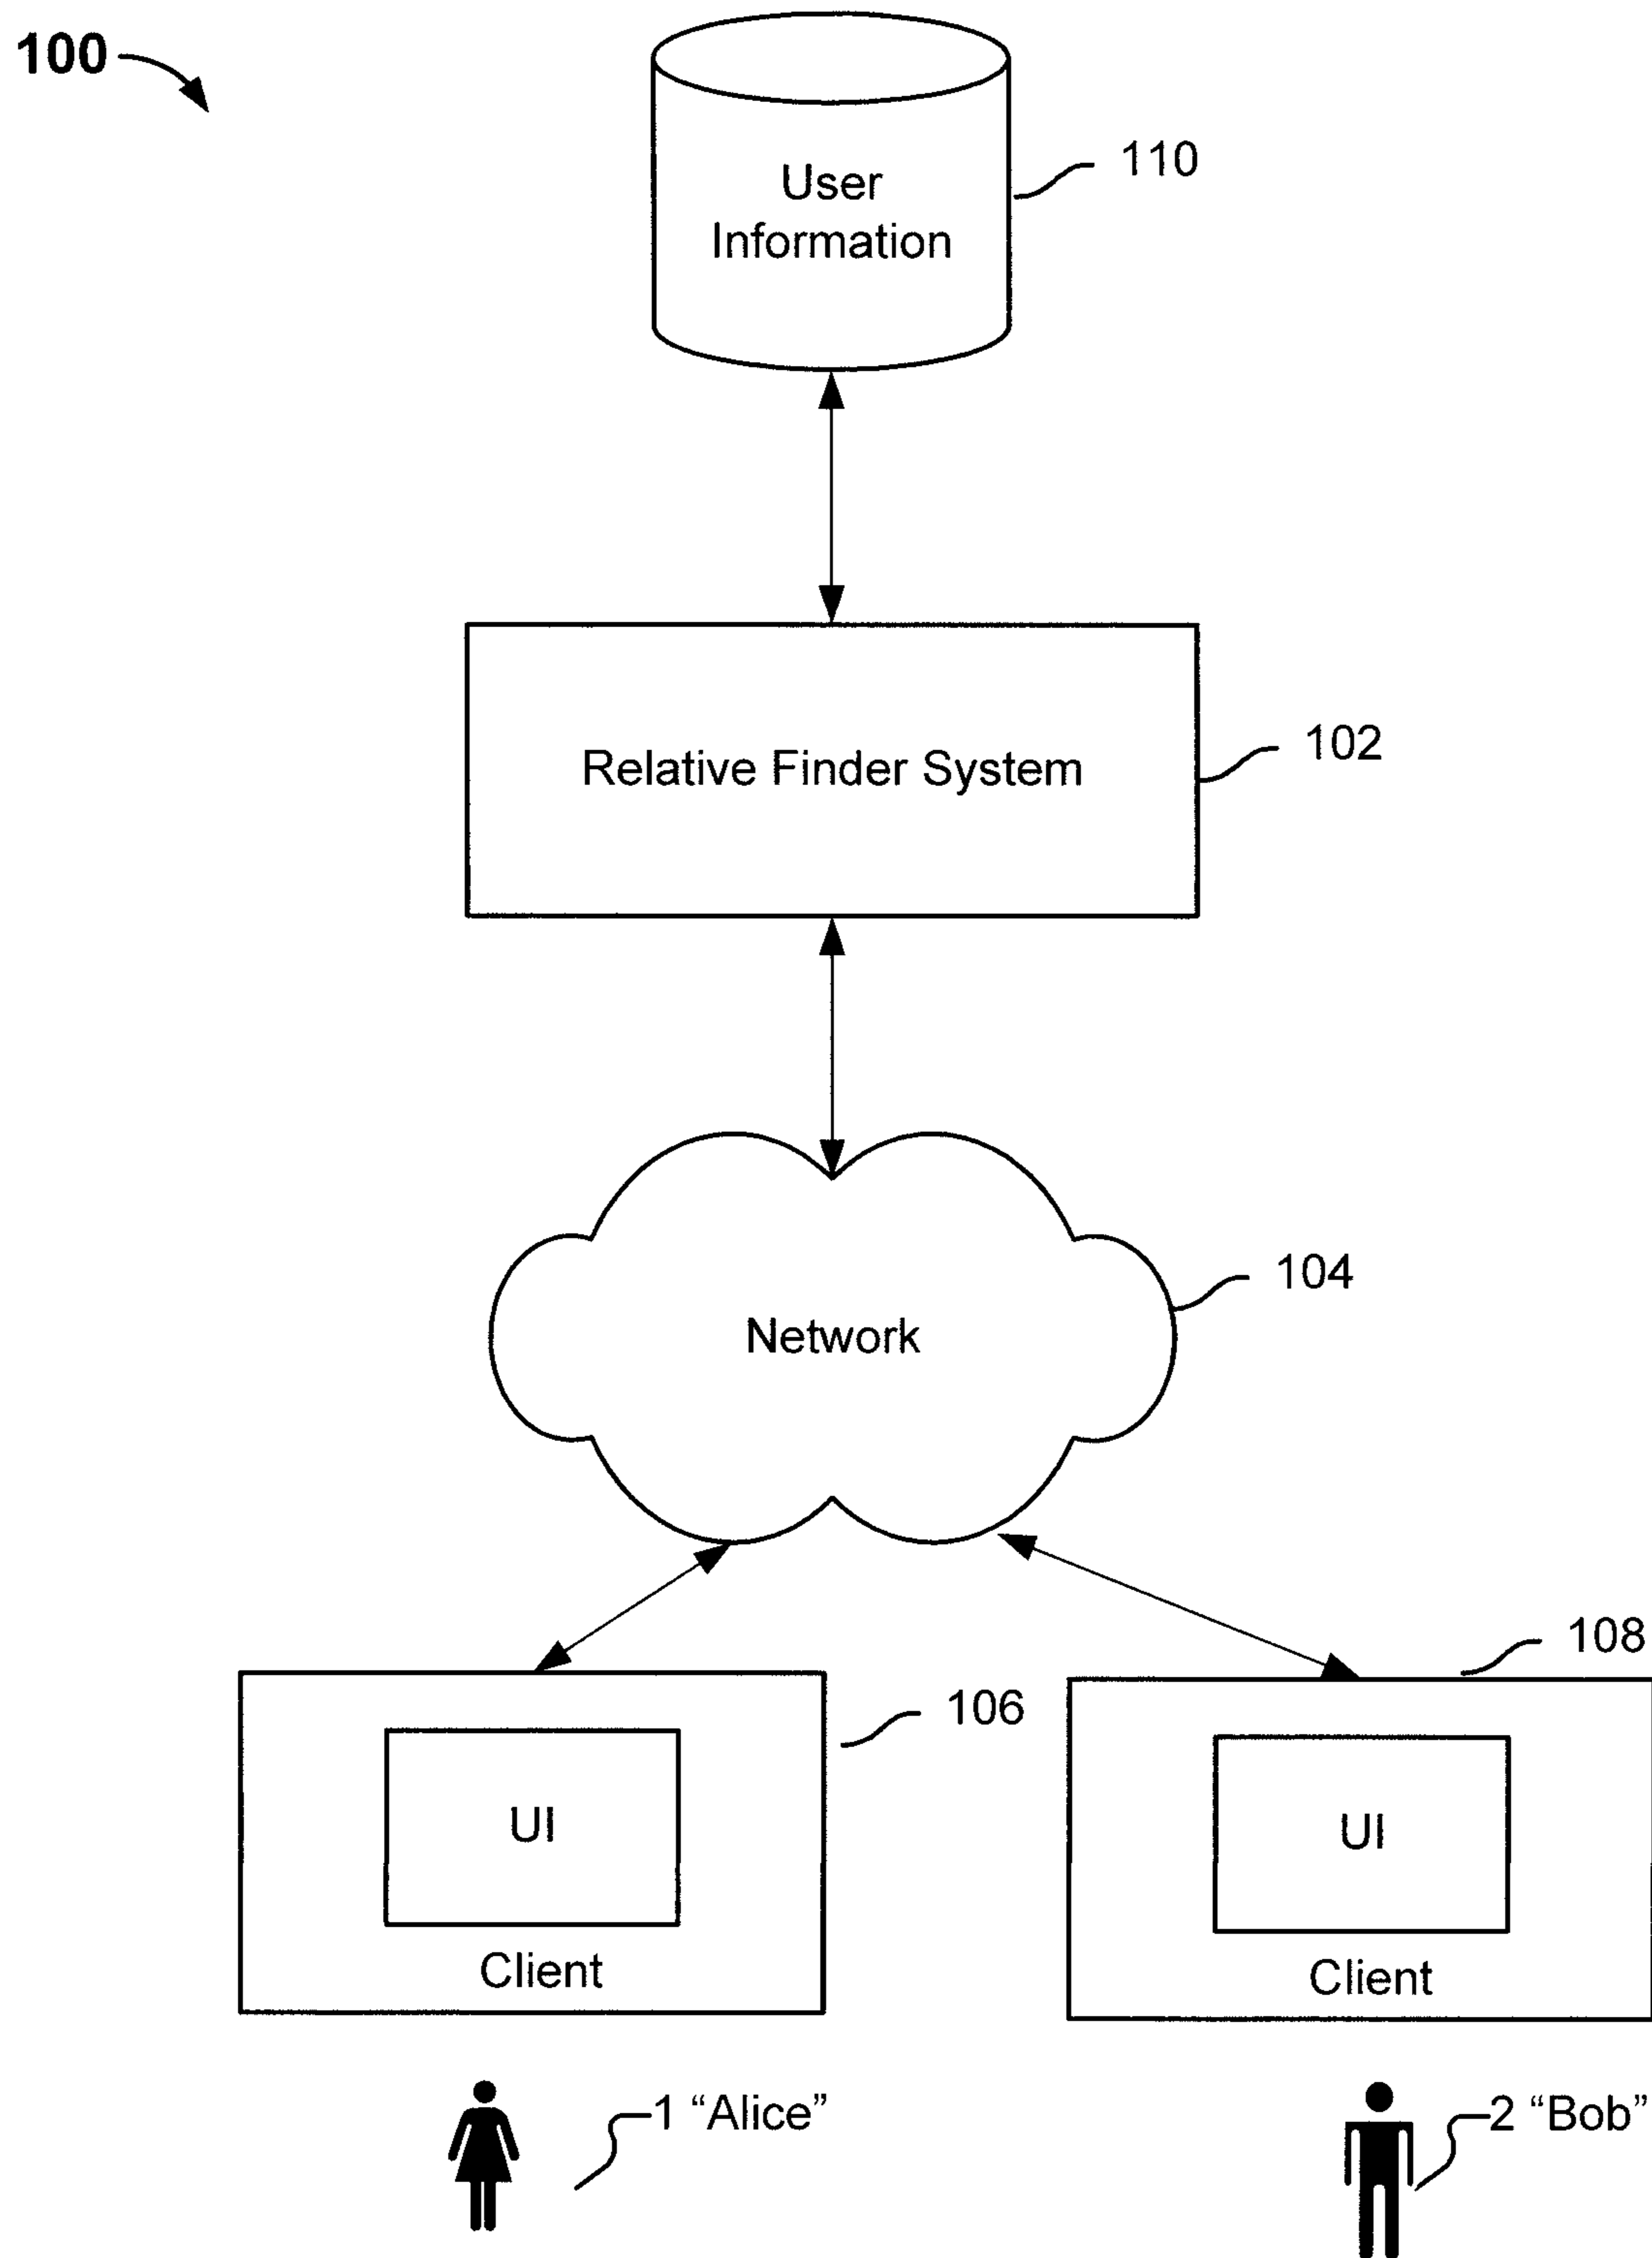 100
User
Information
110
Relative Finder System
102
Network
104
108
106
UI
Client
UI
Client
1 “Alice”
2 “Bob”